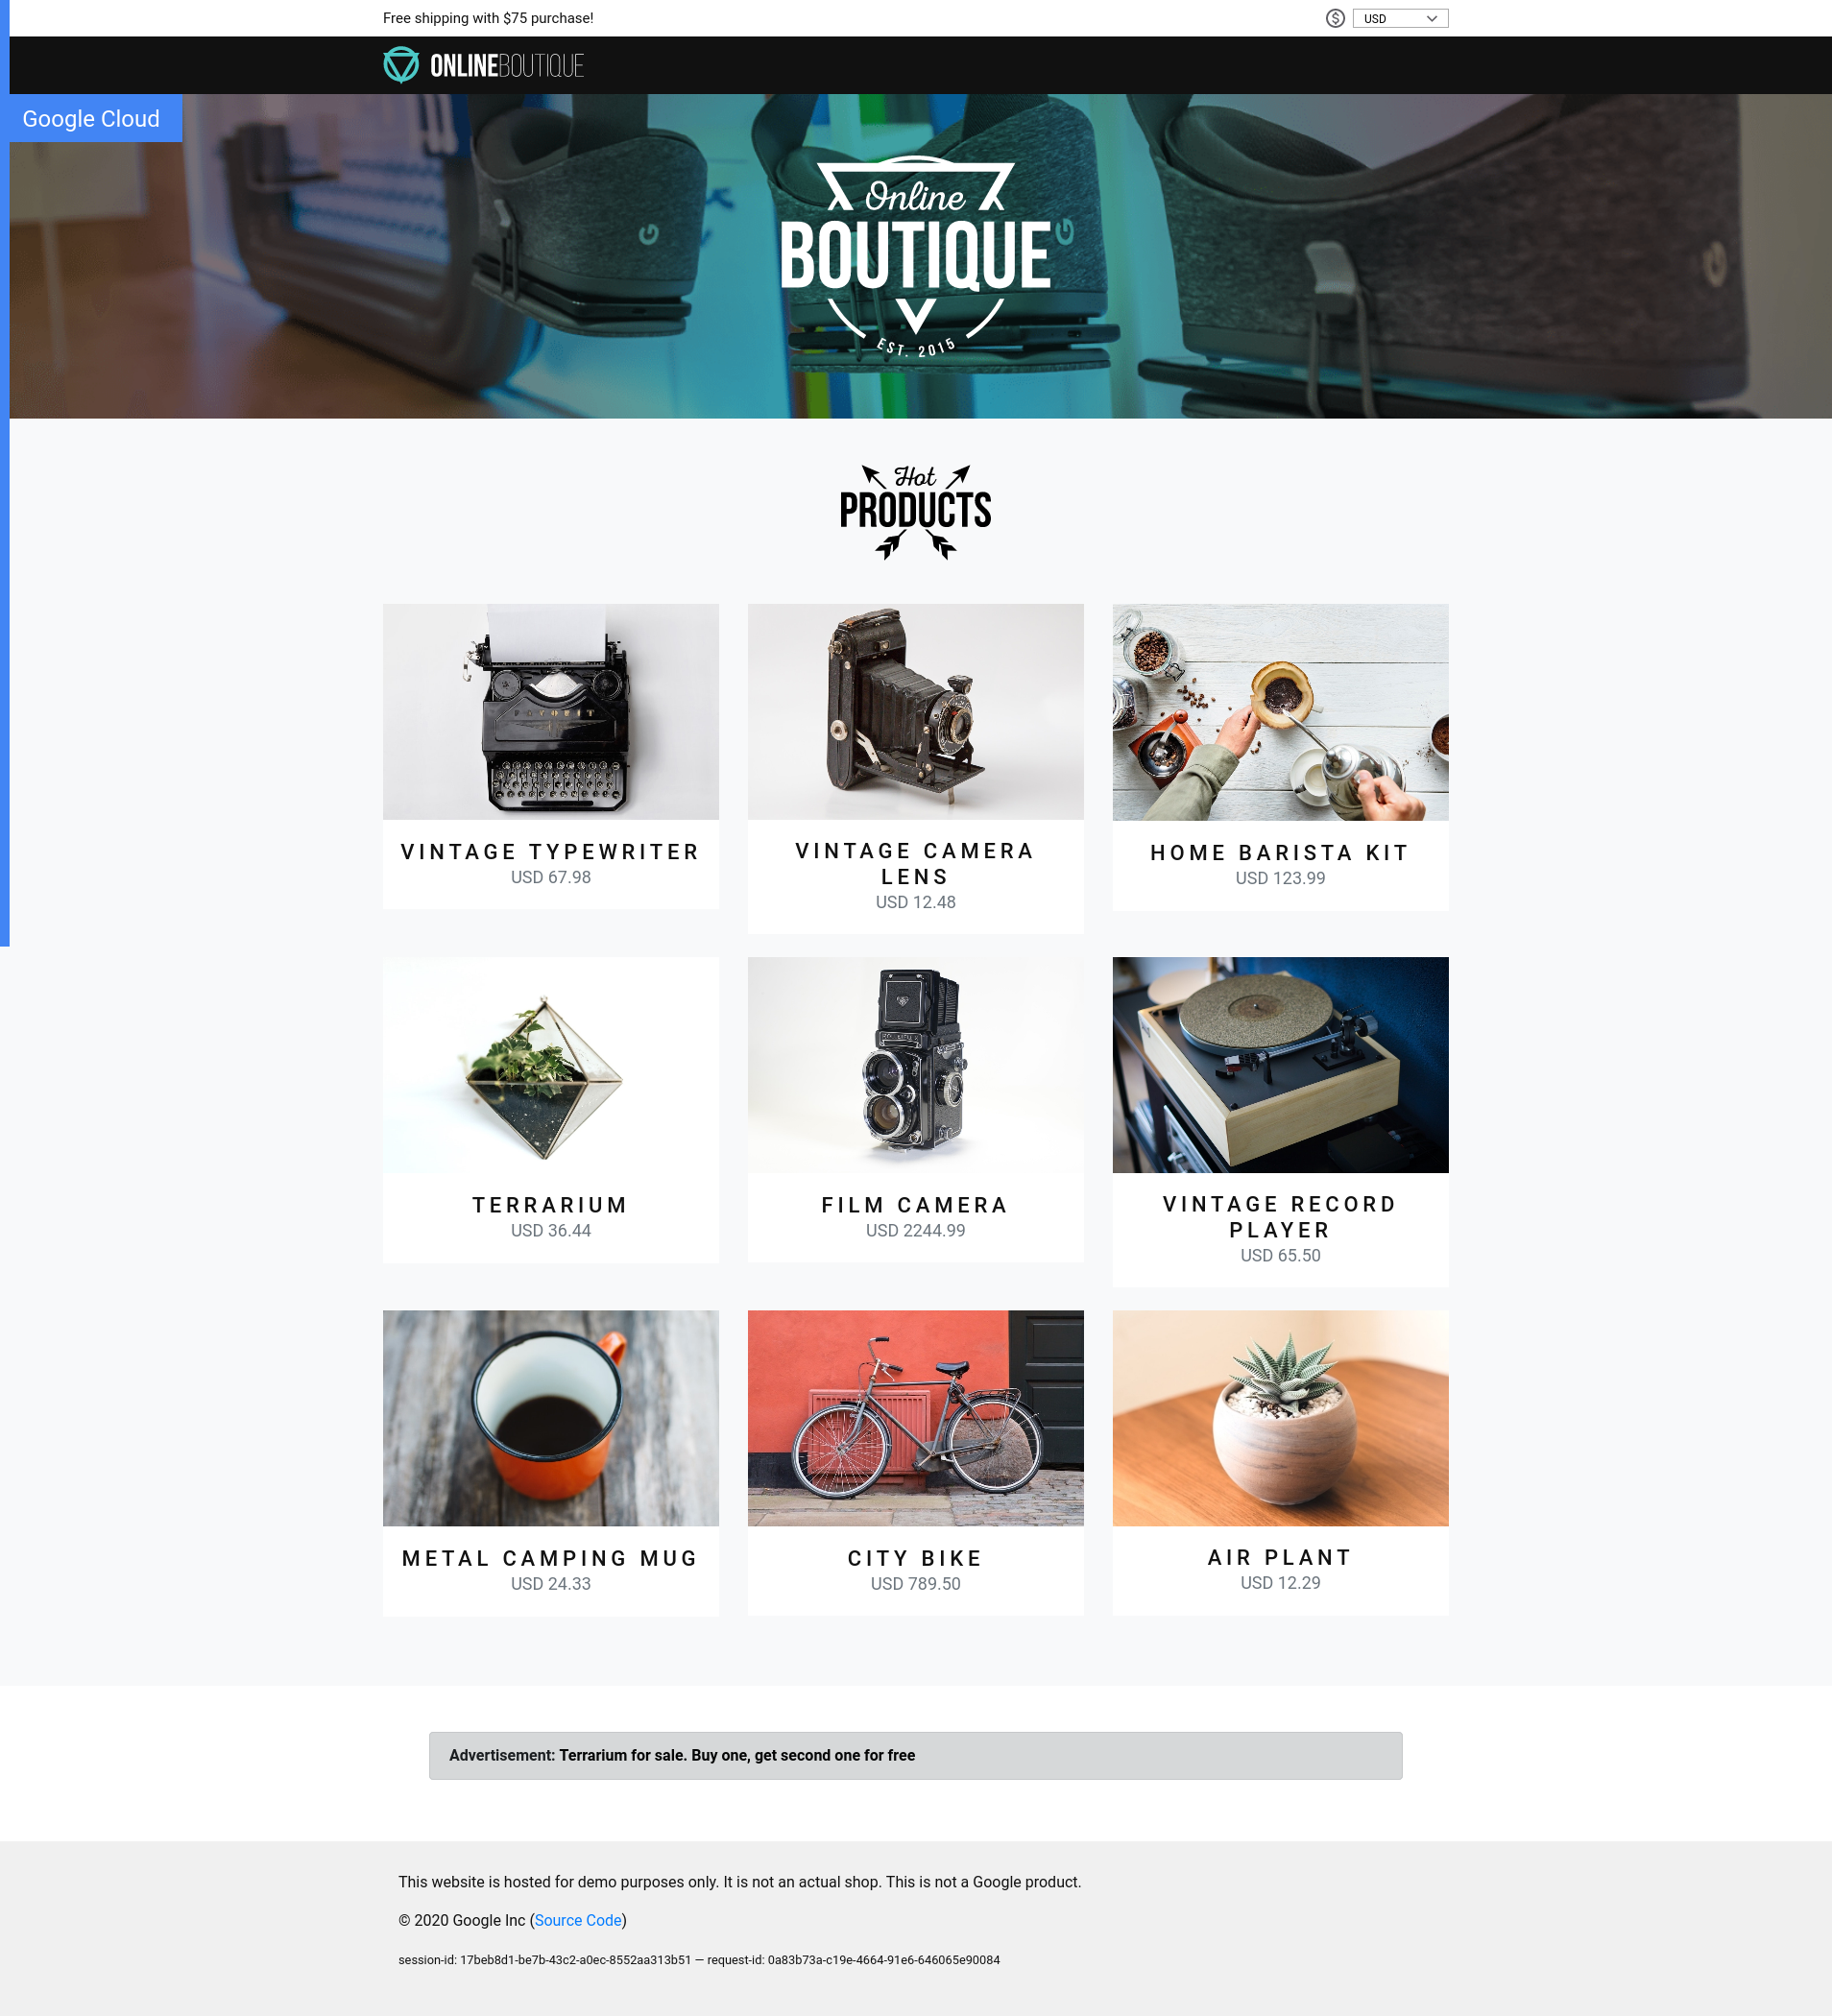 Free shipping with $75 purchase!
USD
ONLINEBOUTIQUE
Google Cloud
Online
BOUTIQUE
EST. 2015
Hot
PRODUCTS
VINTAGE TYPEWRITER
USD 67.98
VINTAGE CAMERA
LENS
USD 12.48
HOME BARISTA KIT
USD 123.99
TERRARIUM
USD 36.44
FILM CAMERA
USD 2244.99
VINTAGE RECORD
PLAYER
USD 65.50
METAL CAMPING MUG
USD 24.33
CITY BIKE
USD 789.50
AIR PLANT
USD 12.29
Advertisement: Terrarium for sale. Buy one, get second one for free
This website is hosted for demo purposes only. It is not an actual shop. This is not a Google product.
© 2020 Google Inc (Source Code)
session-id: 17beb8d1-be7b-43c2-a0ec-8552aa313b51 — request-id: 0a83b73a-c19e-4664-91e6-646065e90084